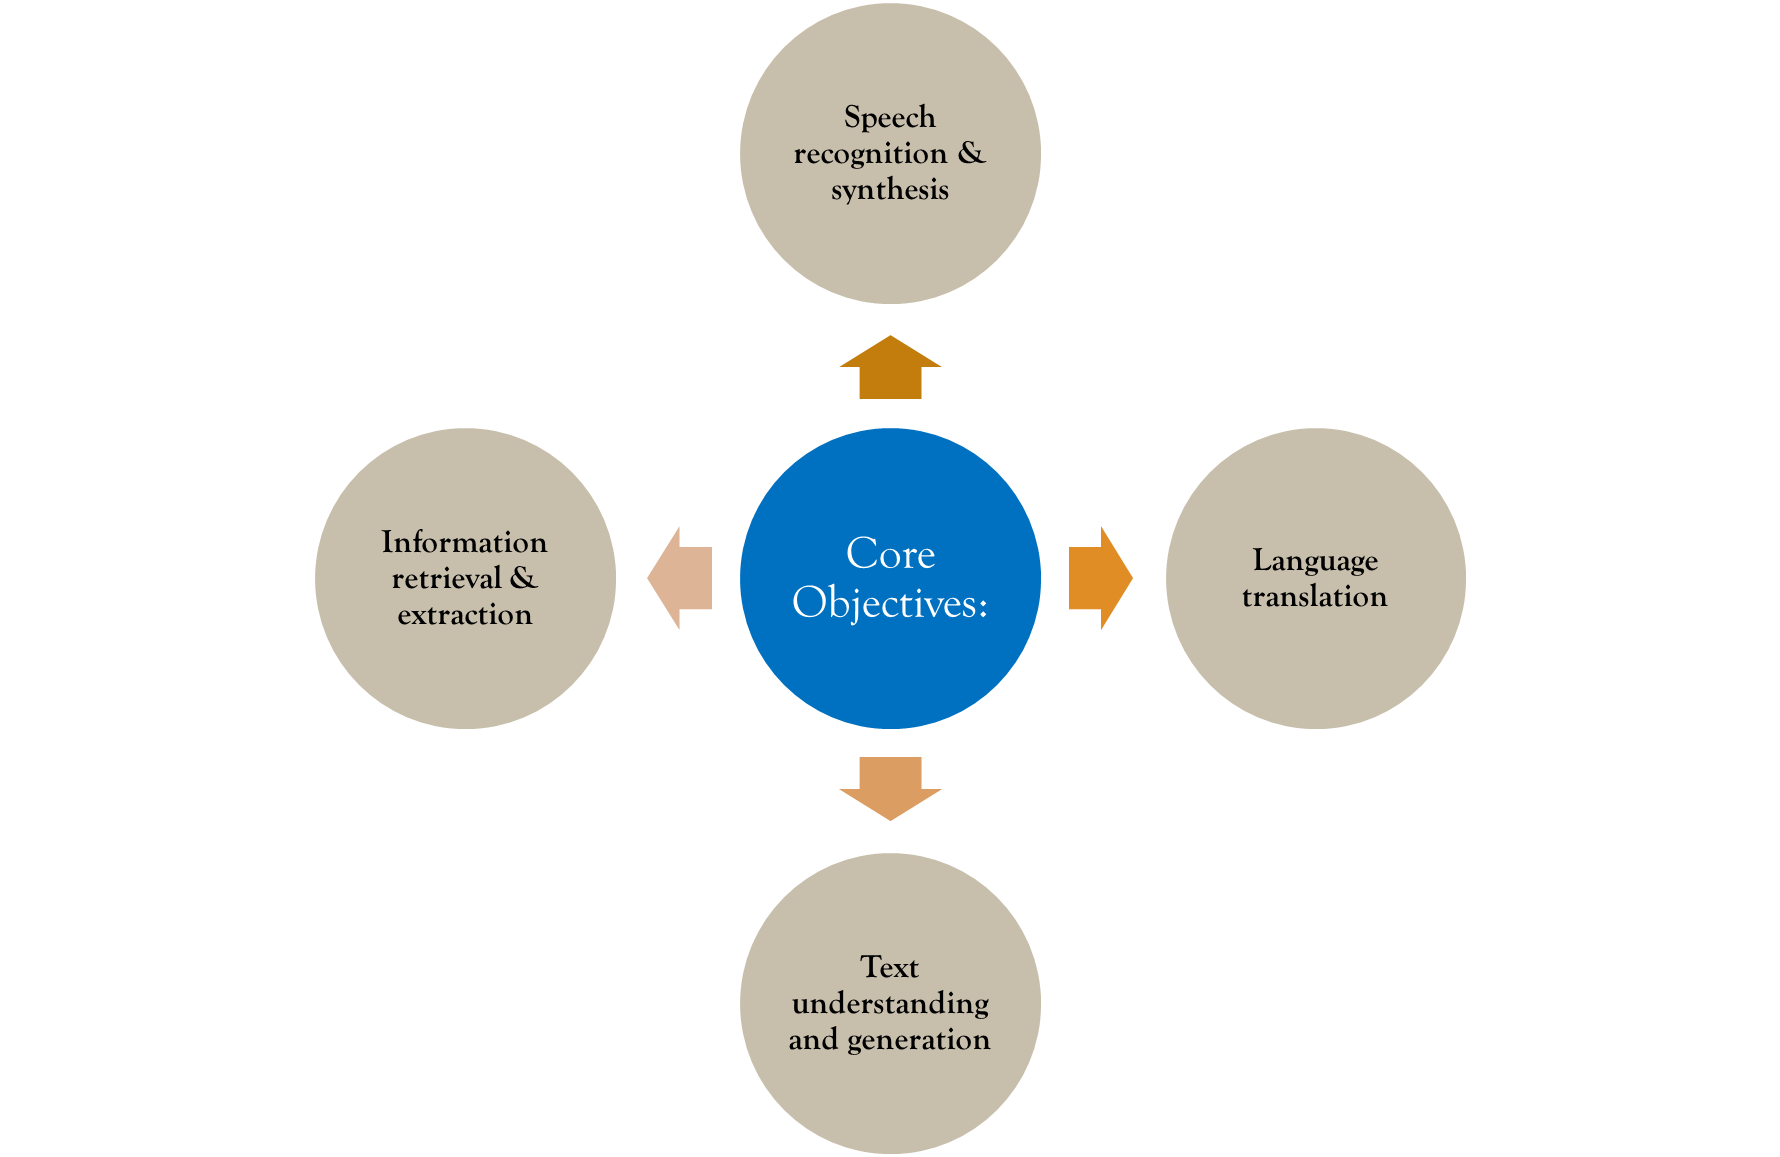 Speech
recognition &
synthesis
Information
retrieval &
extraction
Core
Objectives:
Language
translation
Text
understanding
and generation